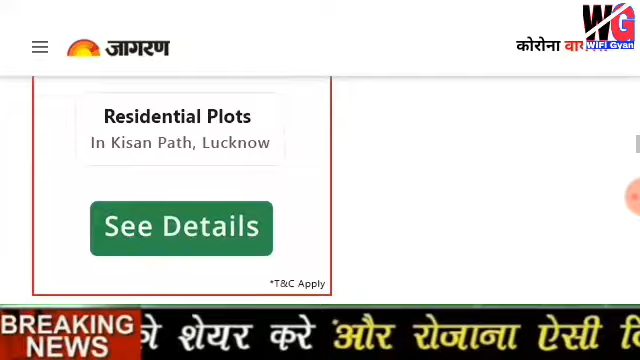 WG
WIFI Gyan
जागरण
कोरोना
Residential Plots
In Kisan Path, Lucknow
See Details
*T&C Apply
BREAKING
NEWS
को शेयर करे और रोजाना ऐसी